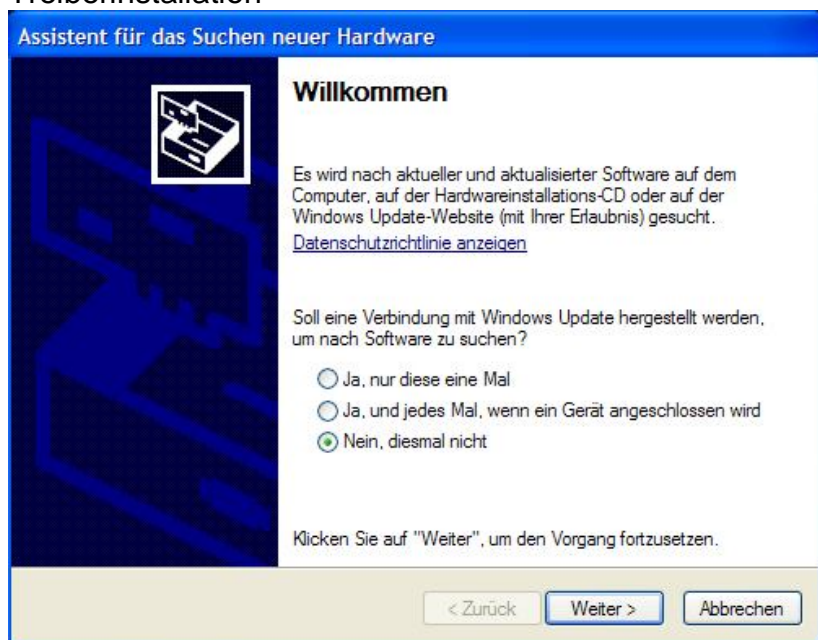 Treiberinstallation
Assistent für das Suchen neuer Hardware
Willkommen
Es wird nach aktueller und aktualisierter Software auf dem
Computer, auf der Hardwareinstallations-CD oder auf der
Windows Update-Website (mit Ihrer Erlaubnis) gesucht.
Datenschutzrichtlinie anzeigen
Soll eine Verbindung mit Windows Update hergestellt werden,
um nach Software zu suchen?
Ja, nur diese eine Mal
Ja, und jedes Mal, wenn ein Gerät angeschlossen wird
Nein, diesmal nicht
Klicken Sie auf "Weiter", um den Vorgang fortzusetzen.
< Zurück Weiter > Abbrechen